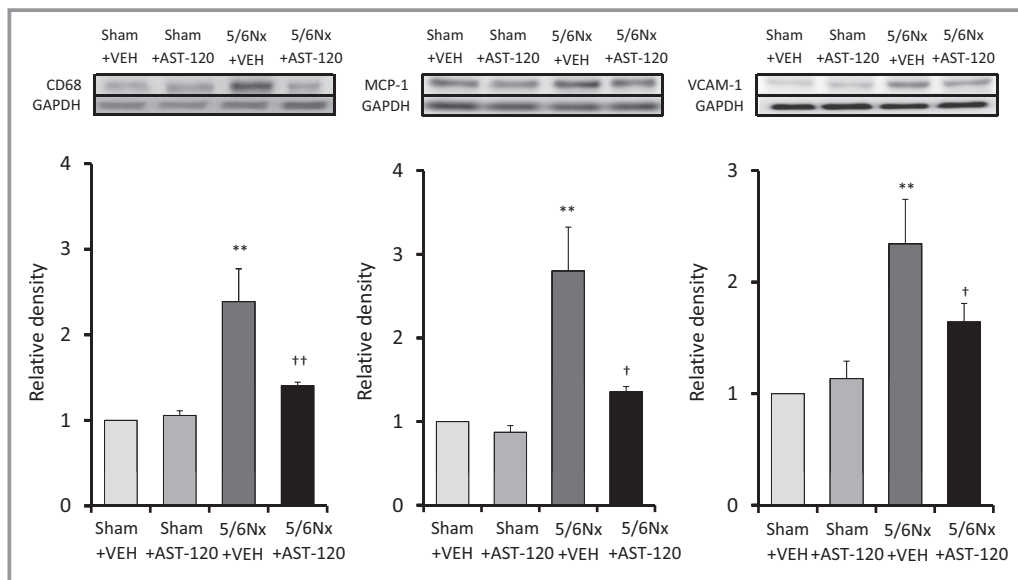 Sham Sham 5/6Nx 5/6Nx
+VEH +AST-120 +VEH +AST-120
CD68
GAPDH
4
3
2
1
0
Relative density
**
††
Sham Sham 5/6Nx 5/6Nx
+VEH +AST-120 +VEH +AST-120
Sham Sham 5/6Nx 5/6Nx
+VEH +AST-120 +VEH +AST-120
MCP-1
GAPDH
4
3
2
1
0
Relative density
**
†
Sham Sham 5/6Nx 5/6Nx
+VEH +AST-120 +VEH +AST-120
Sham Sham 5/6Nx 5/6Nx
+VEH +AST-120 +VEH +AST-120
VCAM-1
GAPDH
3
2
1
0
Relative density
**
†
Sham Sham 5/6Nx 5/6Nx
+VEH +AST-120 +VEH +AST-120